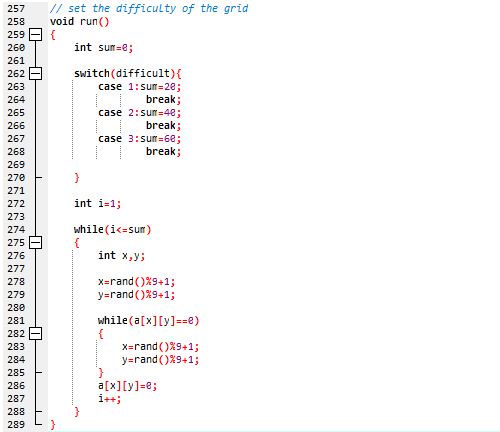 257 // set the difficulty of the grid
258 void run()
259 {
260 int sum=0;
261
262 switch(difficult){
263 case 1:sum=20;
264 break;
265 case 2:sum=40;
266 break;
267 case 3:sum=60;
268 break;
269
270 }
271
272 int i=1;
273
274 while(i<=sum)
275 {
276 int x,y;
277
278 x=rand()%9+1;
279 y=rand()%9+1;
280
281 while(a[x][y]==0)
282 {
283 x=rand()%9+1;
284 y=rand()%9+1;
285 }
286 a[x][y]=0;
287 i++;
288 }
289 }